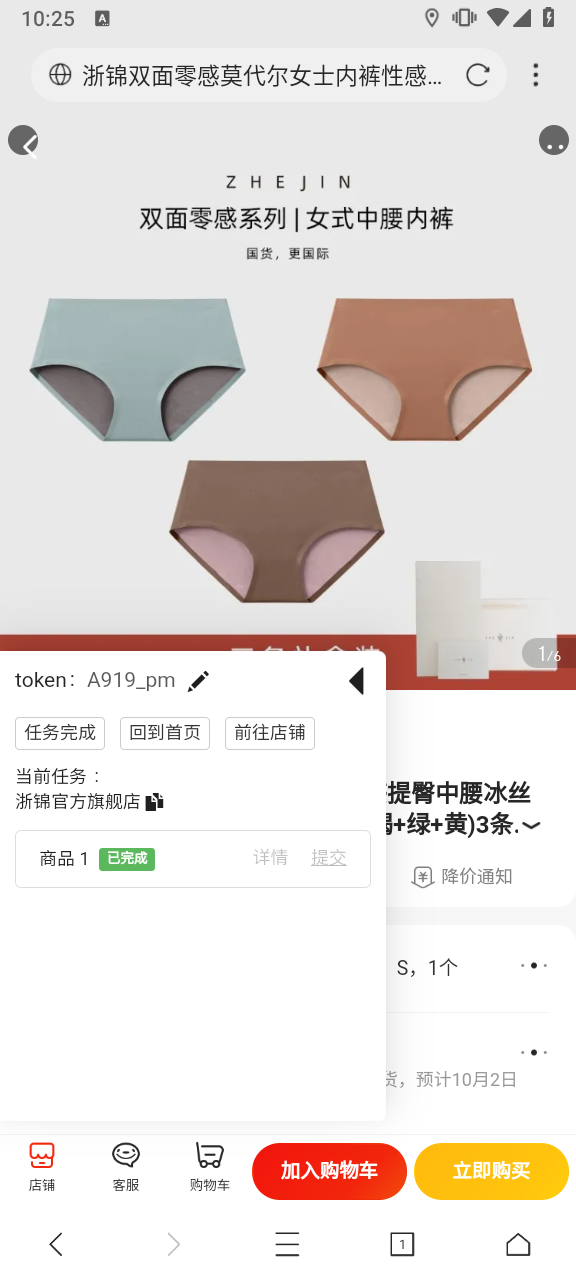 10:25
浙锦双面零感莫代尔女士内裤性感...
ZHEJIN
双面零感系列|女式中腰内裤
国货，更国际
1/6
token： A919_pm
任务完成 回到首页 前往店铺
当前任务：
浙锦官方旗舰店
商品 1 已完成 详情 提交
提臀中腰冰丝
+绿+黄)3条.
降价通知
S，1个
货，预计10月2日
店铺 客服 购物车 加入购物车 立即购买
1